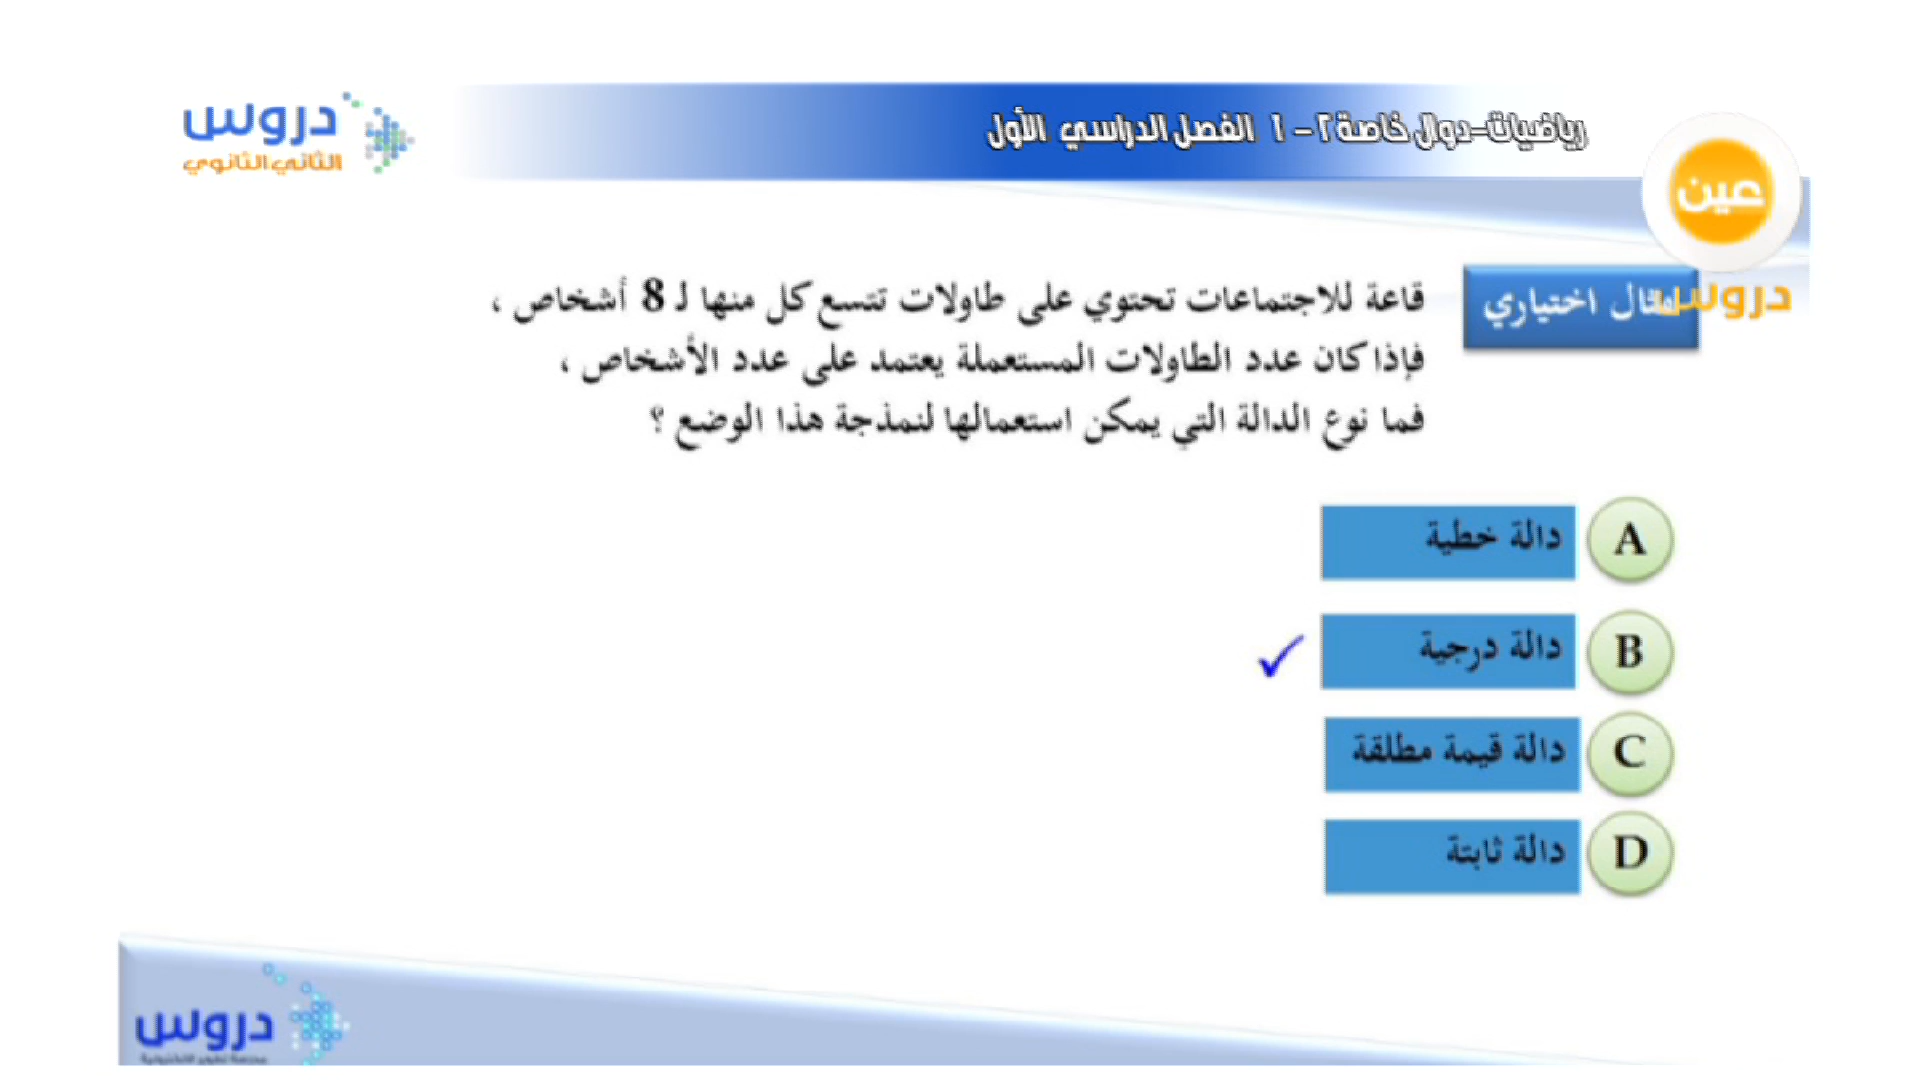 رياضيات-دوال خاصة ٢ - ١ الفصل الدراسي الأول
دروس
الثاني الثانوي
عين
دروس
مثال اختياري
قاعة للاجتماعات تحتوي على طاولات تتسع كل منها لـ 8 أشخاص ،
فإذا كان عدد الطاولات المستعملة يعتمد على عدد الأشخاص ،
فما نوع الدالة التي يمكن استعمالها لنمذجة هذا الوضع ؟
A دالة خطية
B دالة درجية ✓
C دالة قيمة مطلقة
D دالة ثابتة
دروس